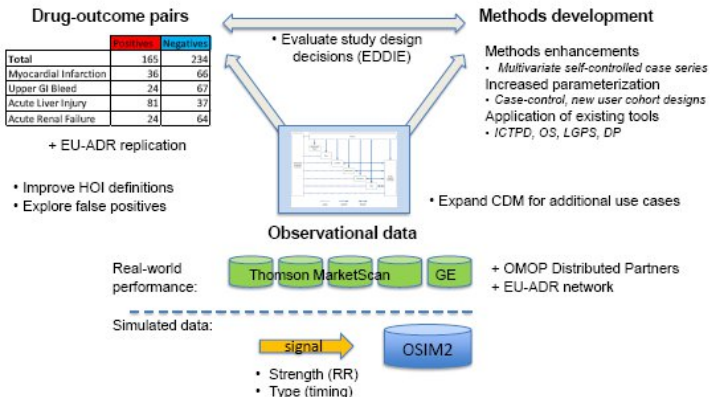 Drug-outcome pairs
Positives Negatives
Total 165 234
Myocardial Infarction 36 66
Upper GI Bleed 24 67
Acute Liver Injury 81 37
Acute Renal Failure 24 64
+ EU-ADR replication
• Improve HOI definitions
• Explore false positives
• Evaluate study design
decisions (EDDIE)
Methods development
Methods enhancements
• Multivariate self-controlled case series
Increased parameterization
• Case-control, new user cohort designs
Application of existing tools
• ICTPD, OS, LGPS, DP
• Expand CDM for additional use cases
Observational data
Real-world
performance:
Thomson MarketScan GE
+ OMOP Distributed Partners
+ EU-ADR network
Simulated data:
signal
OSIM2
• Strength (RR)
• Type (timing)